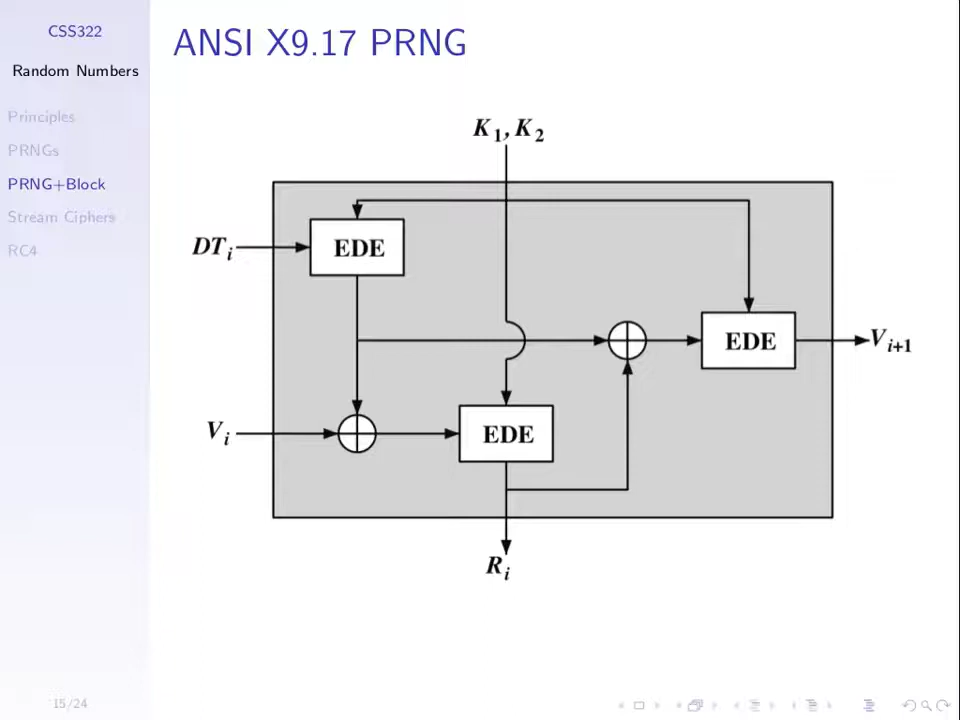 CSS322
Random Numbers
Principles
PRNGs
PRNG+Block
Stream Ciphers
RC4
15/24
ANSI X9.17 PRNG
K1, K2
DTi
EDE
EDE
Vi+1
Vi
EDE
Ri